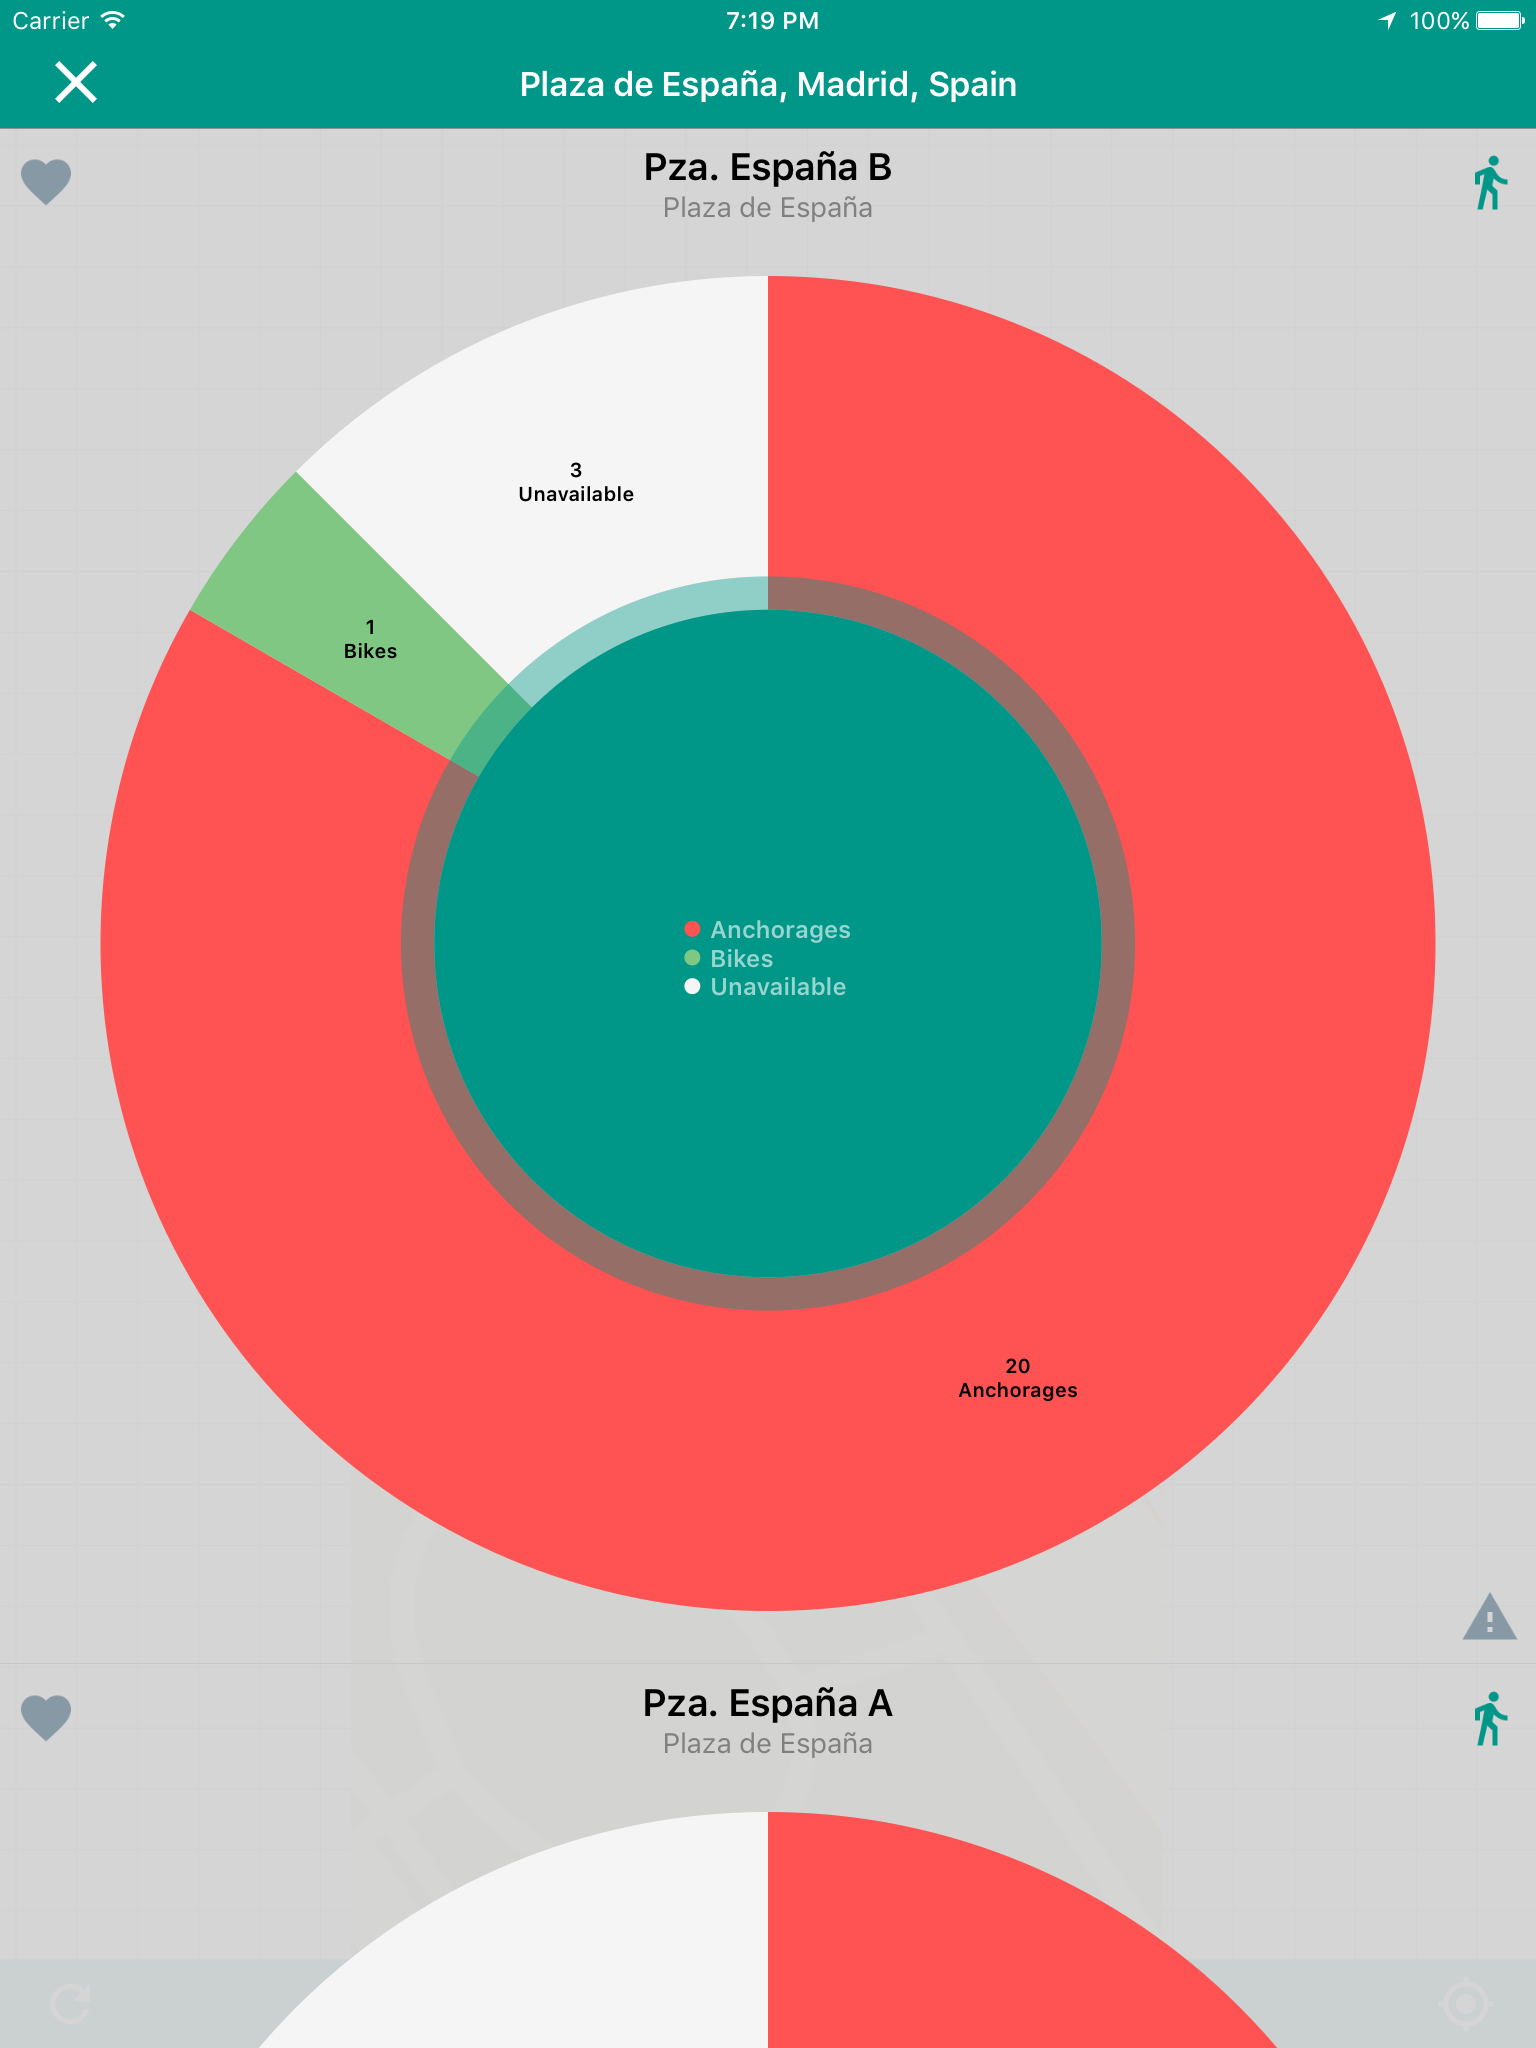 Carrier 7:19 PM 100%
Plaza de España, Madrid, Spain
Pza. España B
Plaza de España
3
Unavailable
1
Bikes
Anchorages
Bikes
Unavailable
20
Anchorages
Pza. España A
Plaza de España